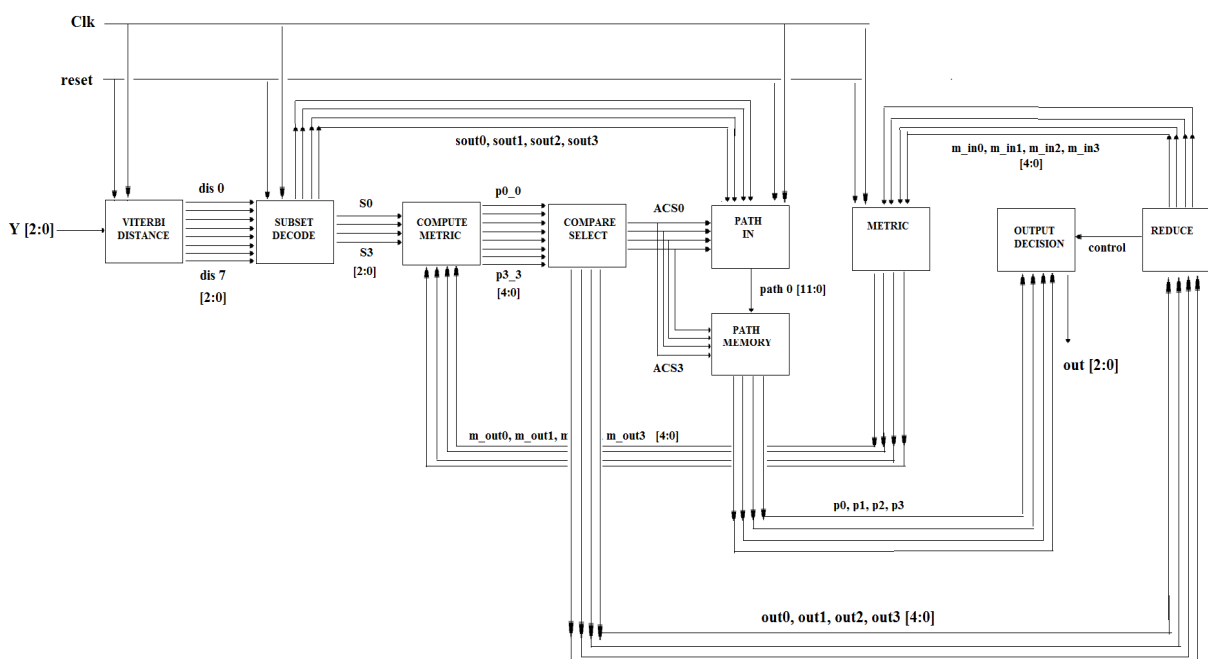 Clk
reset
sout0, sout1, sout2, sout3
m_in0, m_in1, m_in2, m_in3
[4:0]
Y [2:0]
dis 0
VITERBI
DISTANCE
dis 7
[2:0]
SUBSET
DECODE
S0
S3
[2:0]
COMPUTE
METRIC
p0_0
p3_3
[4:0]
COMPARE
SELECT
ACS0
PATH
IN
METRIC
OUTPUT
DECISION
control
REDUCE
path 0 [11:0]
PATH
MEMORY
ACS3
out [2:0]
m_out0, m_out1, m_out3 [4:0]
p0, p1, p2, p3
out0, out1, out2, out3 [4:0]